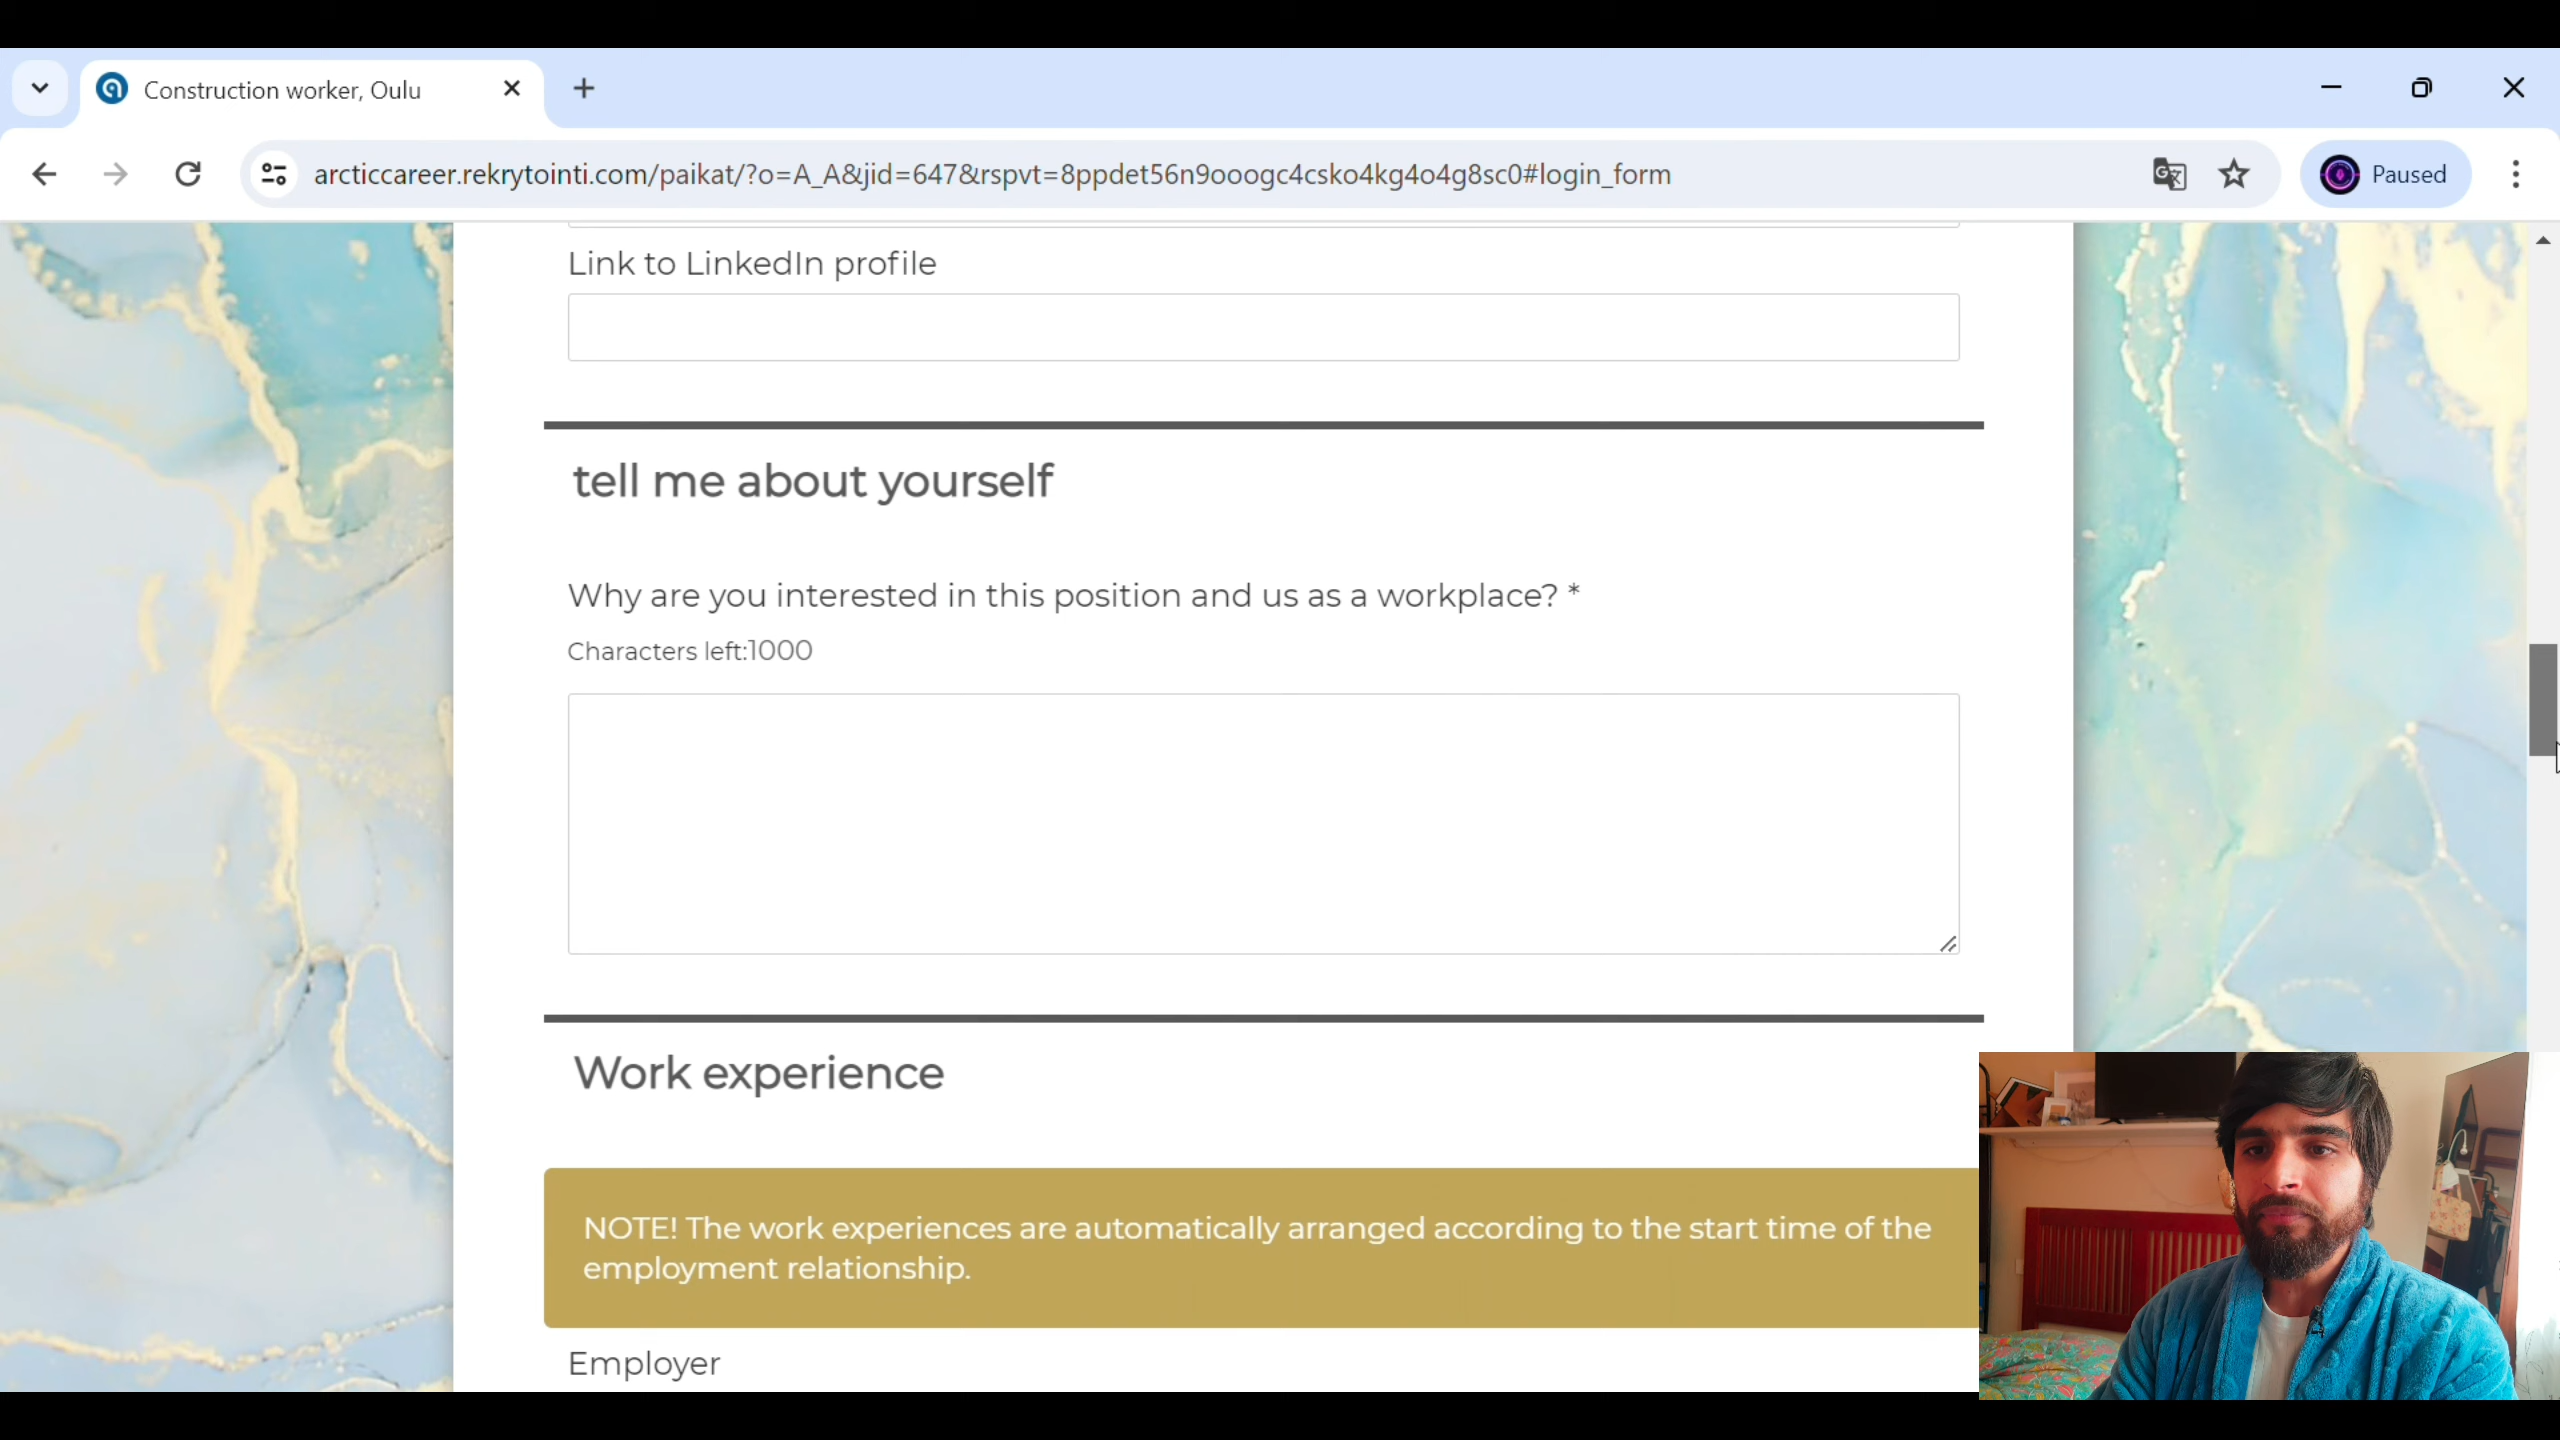 Construction worker, Oulu
arcticcareer.rekrytointi.com/paikat/?o=A_A&jid=647&rspvt=8ppdet56n9ooogc4csko4kg4o4g8sc0#login_form
Paused
Link to LinkedIn profile
tell me about yourself
Why are you interested in this position and us as a workplace? *
Characters left:1000
Work experience
NOTE! The work experiences are automatically arranged according to the start time of the
employment relationship.
Employer